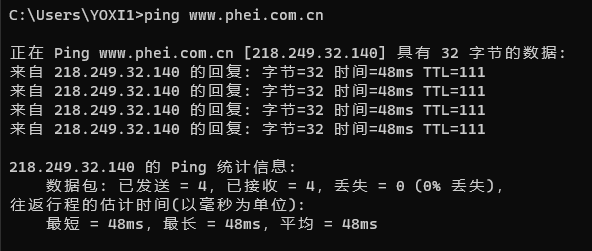 C:\Users\YOXI1>ping www.phei.com.cn
正在 Ping www.phei.com.cn [218.249.32.140] 具有 32 字节的数据:
来自 218.249.32.140 的回复: 字节=32 时间=48ms TTL=111
来自 218.249.32.140 的回复: 字节=32 时间=48ms TTL=111
来自 218.249.32.140 的回复: 字节=32 时间=48ms TTL=111
来自 218.249.32.140 的回复: 字节=32 时间=48ms TTL=111
218.249.32.140 的 Ping 统计信息:
数据包: 已发送 = 4，已接收 = 4，丢失 = 0 (0% 丢失)，
往返行程的估计时间(以毫秒为单位):
最短 = 48ms，最长 = 48ms，平均 = 48ms